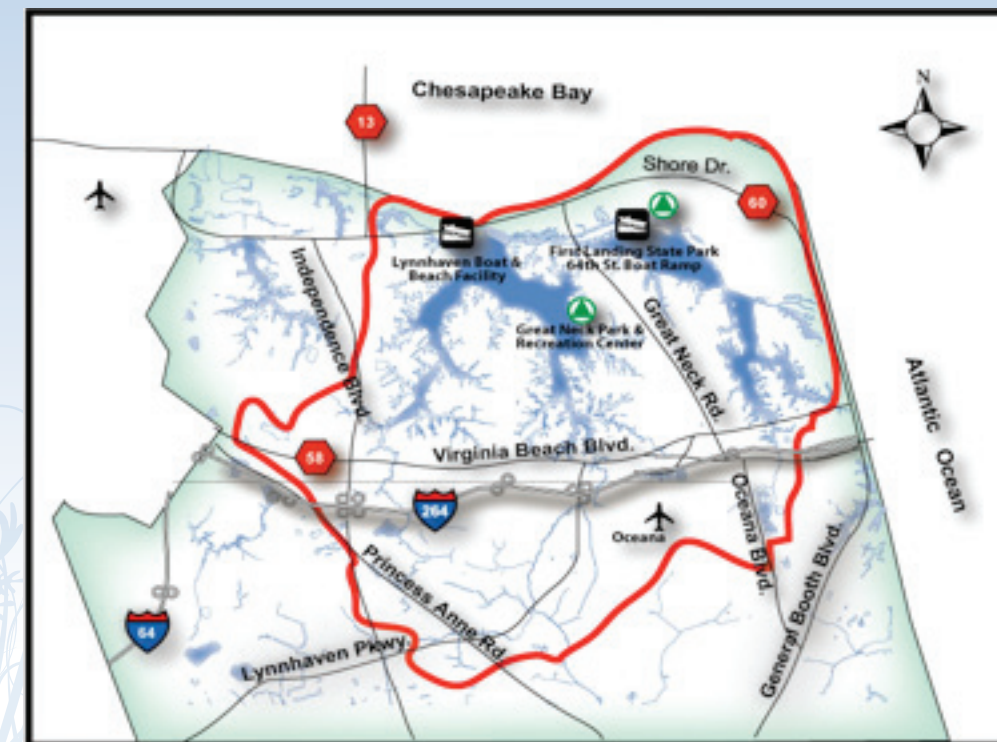 Chesapeake Bay
N
13
Shore Dr.
60
Lynnhaven Boat &
Beach Facility
First Landing State Park
64th St. Boat Ramp
Independence Blvd.
Great Neck Park &
Recreation Center
Great Neck Rd.
Atlantic Ocean
58
Virginia Beach Blvd.
264
Oceana
Oceana Blvd.
Princess Anne Rd
General Booth Blvd.
64
Lynnhaven Pkwy